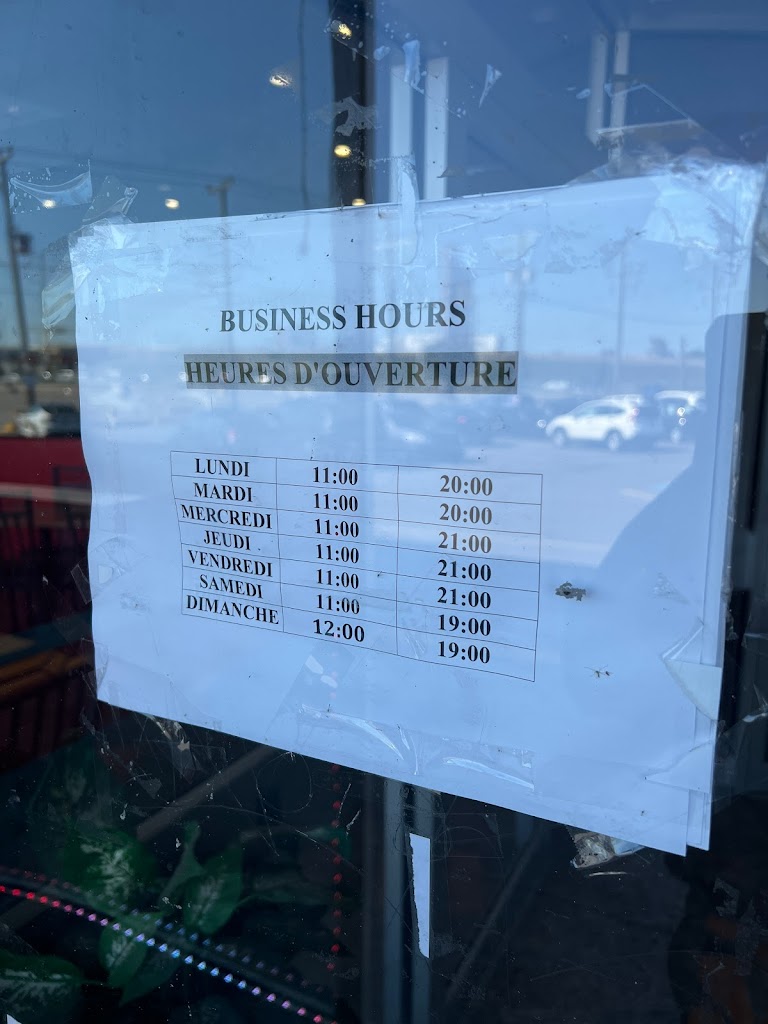 BUSINESS HOURS
HEURES D'OUVERTURE
LUNDI 11:00 20:00
MARDI 11:00 20:00
MERCREDI 11:00 21:00
JEUDI 11:00 21:00
VENDREDI 11:00 21:00
SAMEDI 11:00 19:00
DIMANCHE 12:00 19:00